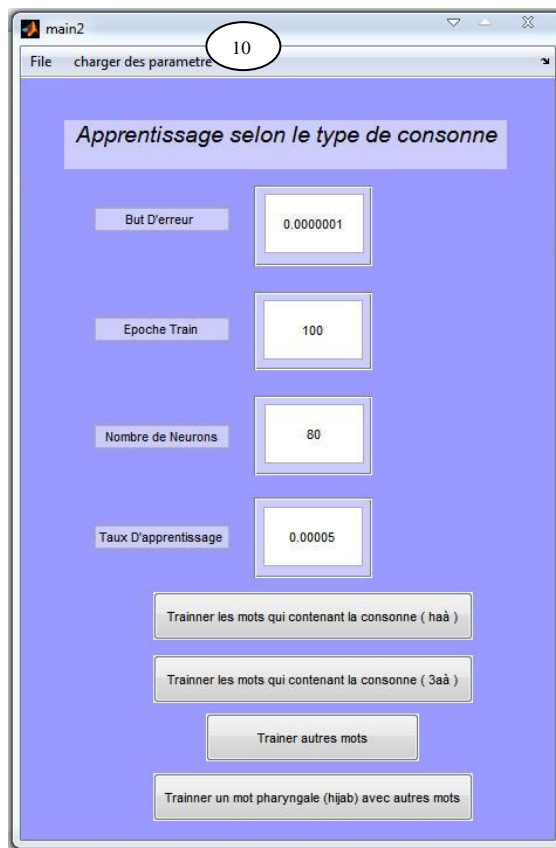 main2
10
File charger des parametre
Apprentissage selon le type de consonne
But D'erreur
0.0000001
Epoche Train
100
Nombre de Neurons
80
Taux D'apprentissage
0.00005
Trainner les mots qui contenant la consonne ( haà )
Trainner les mots qui contenant la consonne ( 3aà )
Trainer autres mots
Trainner un mot pharyngale (hijab) avec autres mots